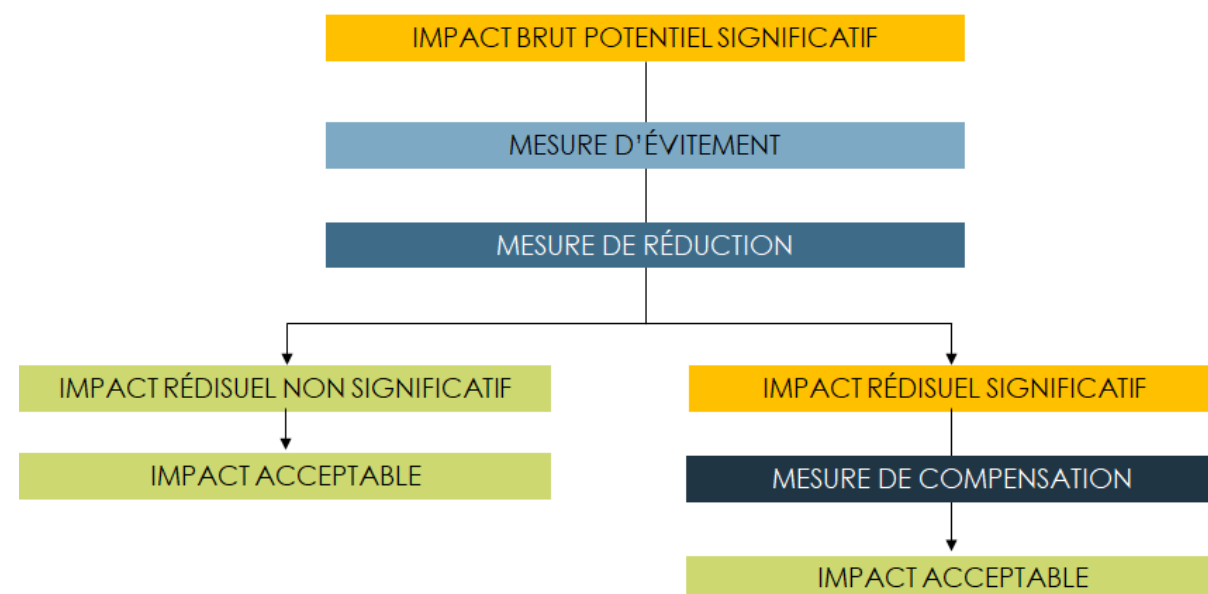 IMPACT BRUT POTENTIEL SIGNIFICATIF
MESURE D'ÉVITEMENT
MESURE DE RÉDUCTION
IMPACT RÉDISUEL NON SIGNIFICATIF
IMPACT ACCEPTABLE
IMPACT RÉDISUEL SIGNIFICATIF
MESURE DE COMPENSATION
IMPACT ACCEPTABLE